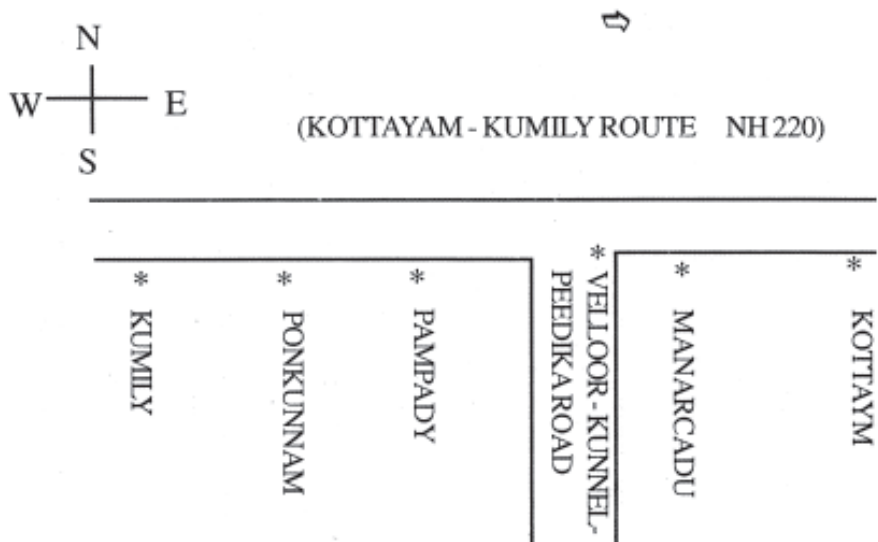 N
W E
S
(KOTTAYAM - KUMILY ROUTE NH 220)
* KUMILY
* PONKUNNAM
* PAMPADY
* VELLOOR - KUNNEL-
PEEDIKA ROAD
* MANARCADU
* KOTTAYM